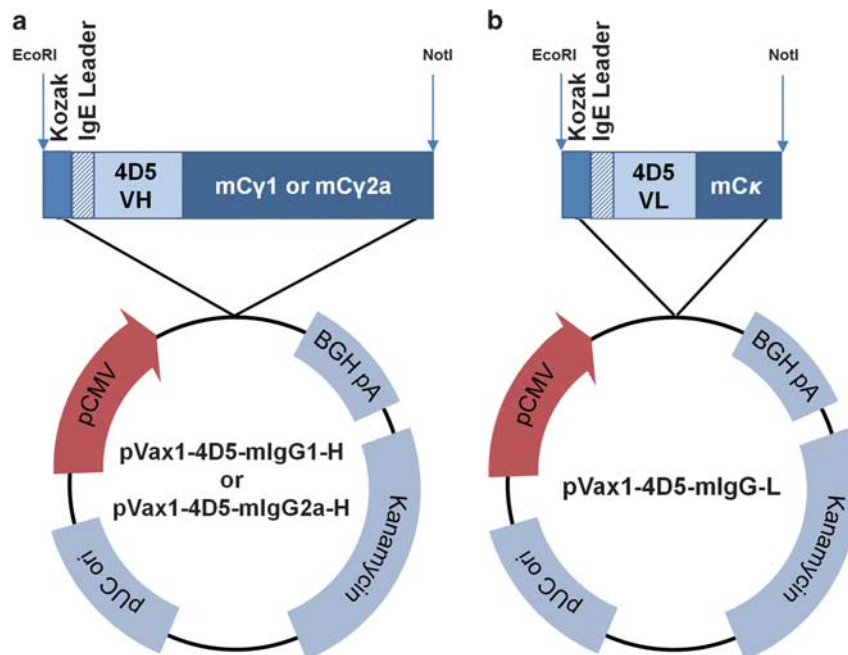 a
EcoRI
Kozak
IgE Leader
NotI
4D5
VH
mCγ1 or mCγ2a
pCMV
BGH pA
pVax1-4D5-mIgG1-H
or
pVax1-4D5-mIgG2a-H
Kanamycin
pUC ori
b
EcoRI
Kozak
IgE Leader
NotI
4D5
VL
mCκ
pCMV
BGH pA
pVax1-4D5-mIgG-L
Kanamycin
pUC ori